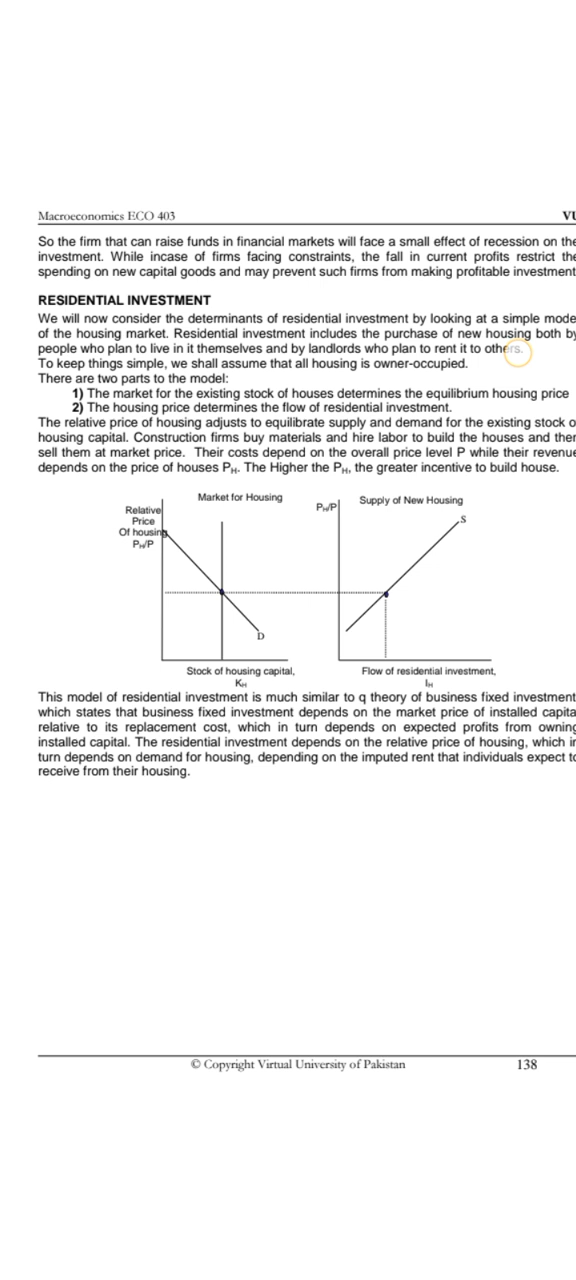 Macroeconomics ECO 403 VU
So the firm that can raise funds in financial markets will face a small effect of recession on the
investment. While incase of firms facing constraints, the fall in current profits restrict the
spending on new capital goods and may prevent such firms from making profitable investment
RESIDENTIAL INVESTMENT
We will now consider the determinants of residential investment by looking at a simple mode
of the housing market. Residential investment includes the purchase of new housing both by
people who plan to live in it themselves and by landlords who plan to rent it to others.
To keep things simple, we shall assume that all housing is owner-occupied.
There are two parts to the model:
1) The market for the existing stock of houses determines the equilibrium housing price
2) The housing price determines the flow of residential investment.
The relative price of housing adjusts to equilibrate supply and demand for the existing stock o
housing capital. Construction firms buy materials and hire labor to build the houses and then
sell them at market price. Their costs depend on the overall price level P while their revenue
depends on the price of houses PH. The Higher the PH, the greater incentive to build house.
Market for Housing
Relative
Price
Of housing
PH/P
D
Stock of housing capital,
KH
Supply of New Housing
PH/P
S
Flow of residential investment,
IH
This model of residential investment is much similar to q theory of business fixed investment
which states that business fixed investment depends on the market price of installed capita
relative to its replacement cost, which in turn depends on expected profits from owning
installed capital. The residential investment depends on the relative price of housing, which in
turn depends on demand for housing, depending on the imputed rent that individuals expect to
receive from their housing.
© Copyright Virtual University of Pakistan 138